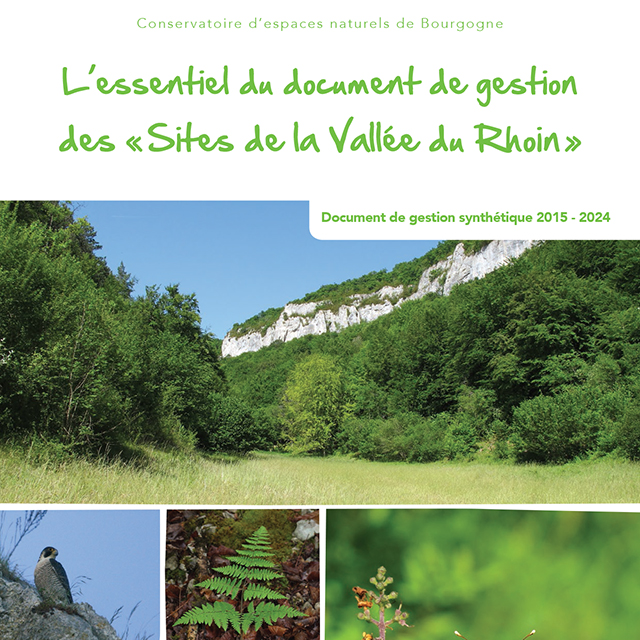 Conservatoire d'espaces naturels de Bourgogne
L'essentiel du document de gestion
des «Sites de la Vallée du Rhoin»
Document de gestion synthétique 2015 - 2024